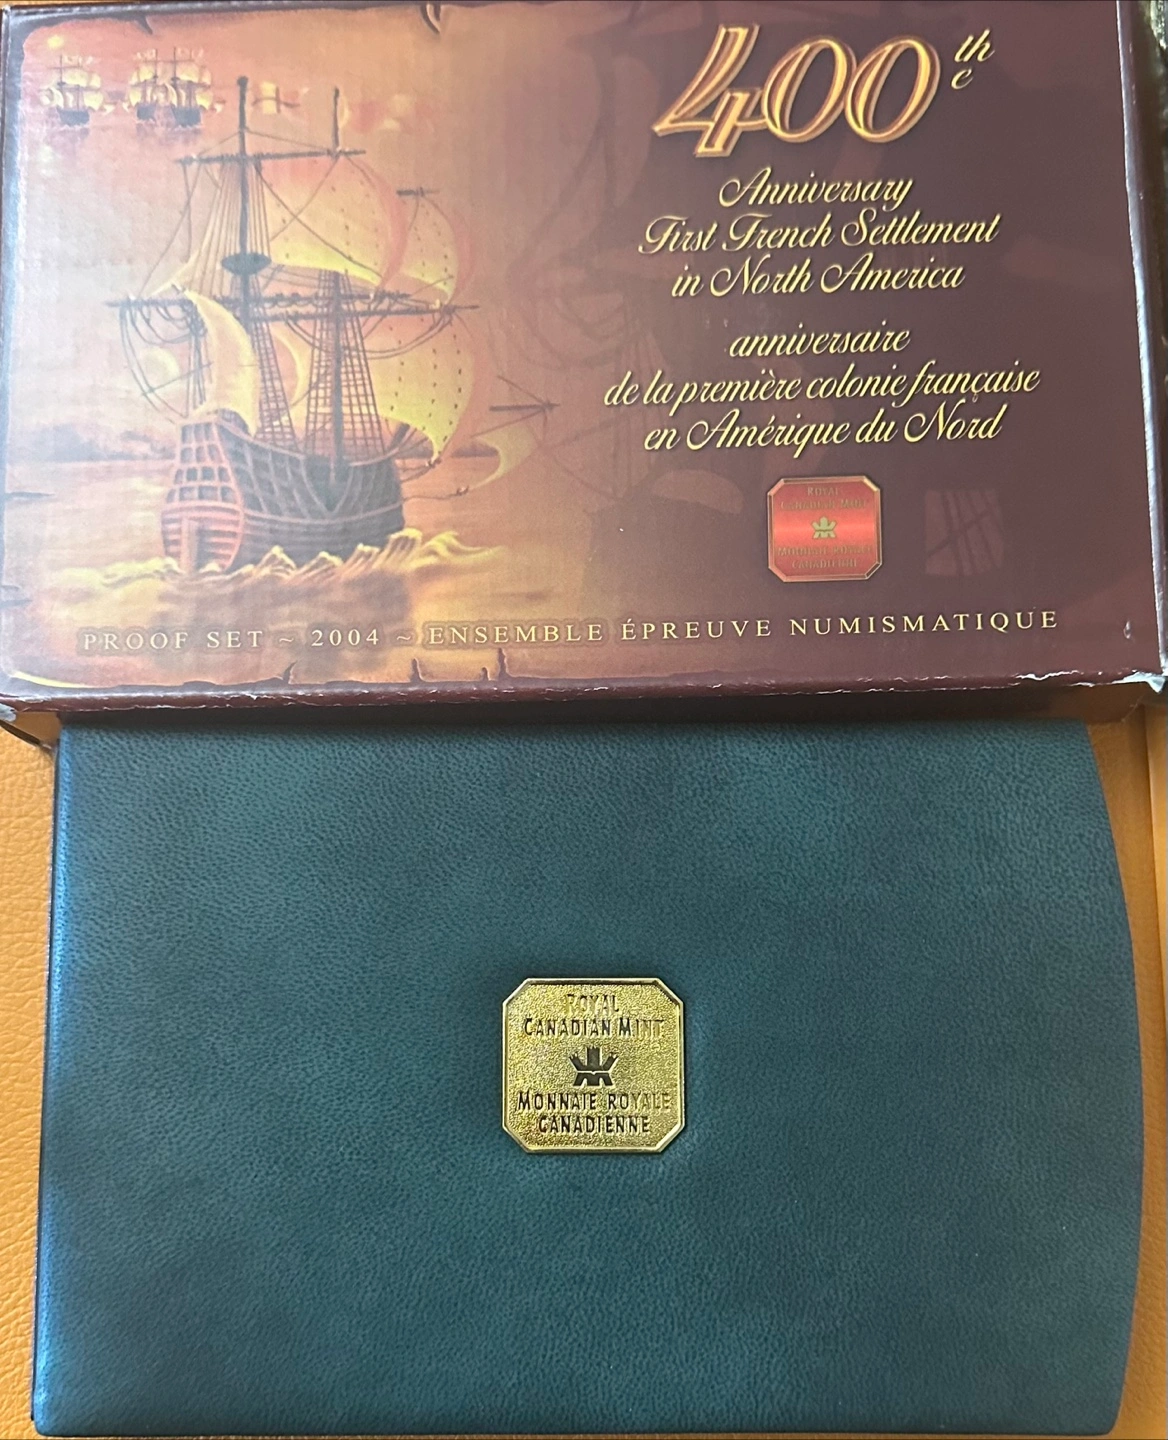 400th
e
Anniversary
First French Settlement
in North America
anniversaire
de la première colonie française
en Amérique du Nord
ROYAL
CANADIAN MINT
MONNAIE ROYALE
CANADIENNE
PROOF SET ~ 2004 ~ ENSEMBLE ÉPREUVE NUMISMATIQUE
ROYAL
CANADIAN MINT
MONNAIE ROYALE
CANADIENNE